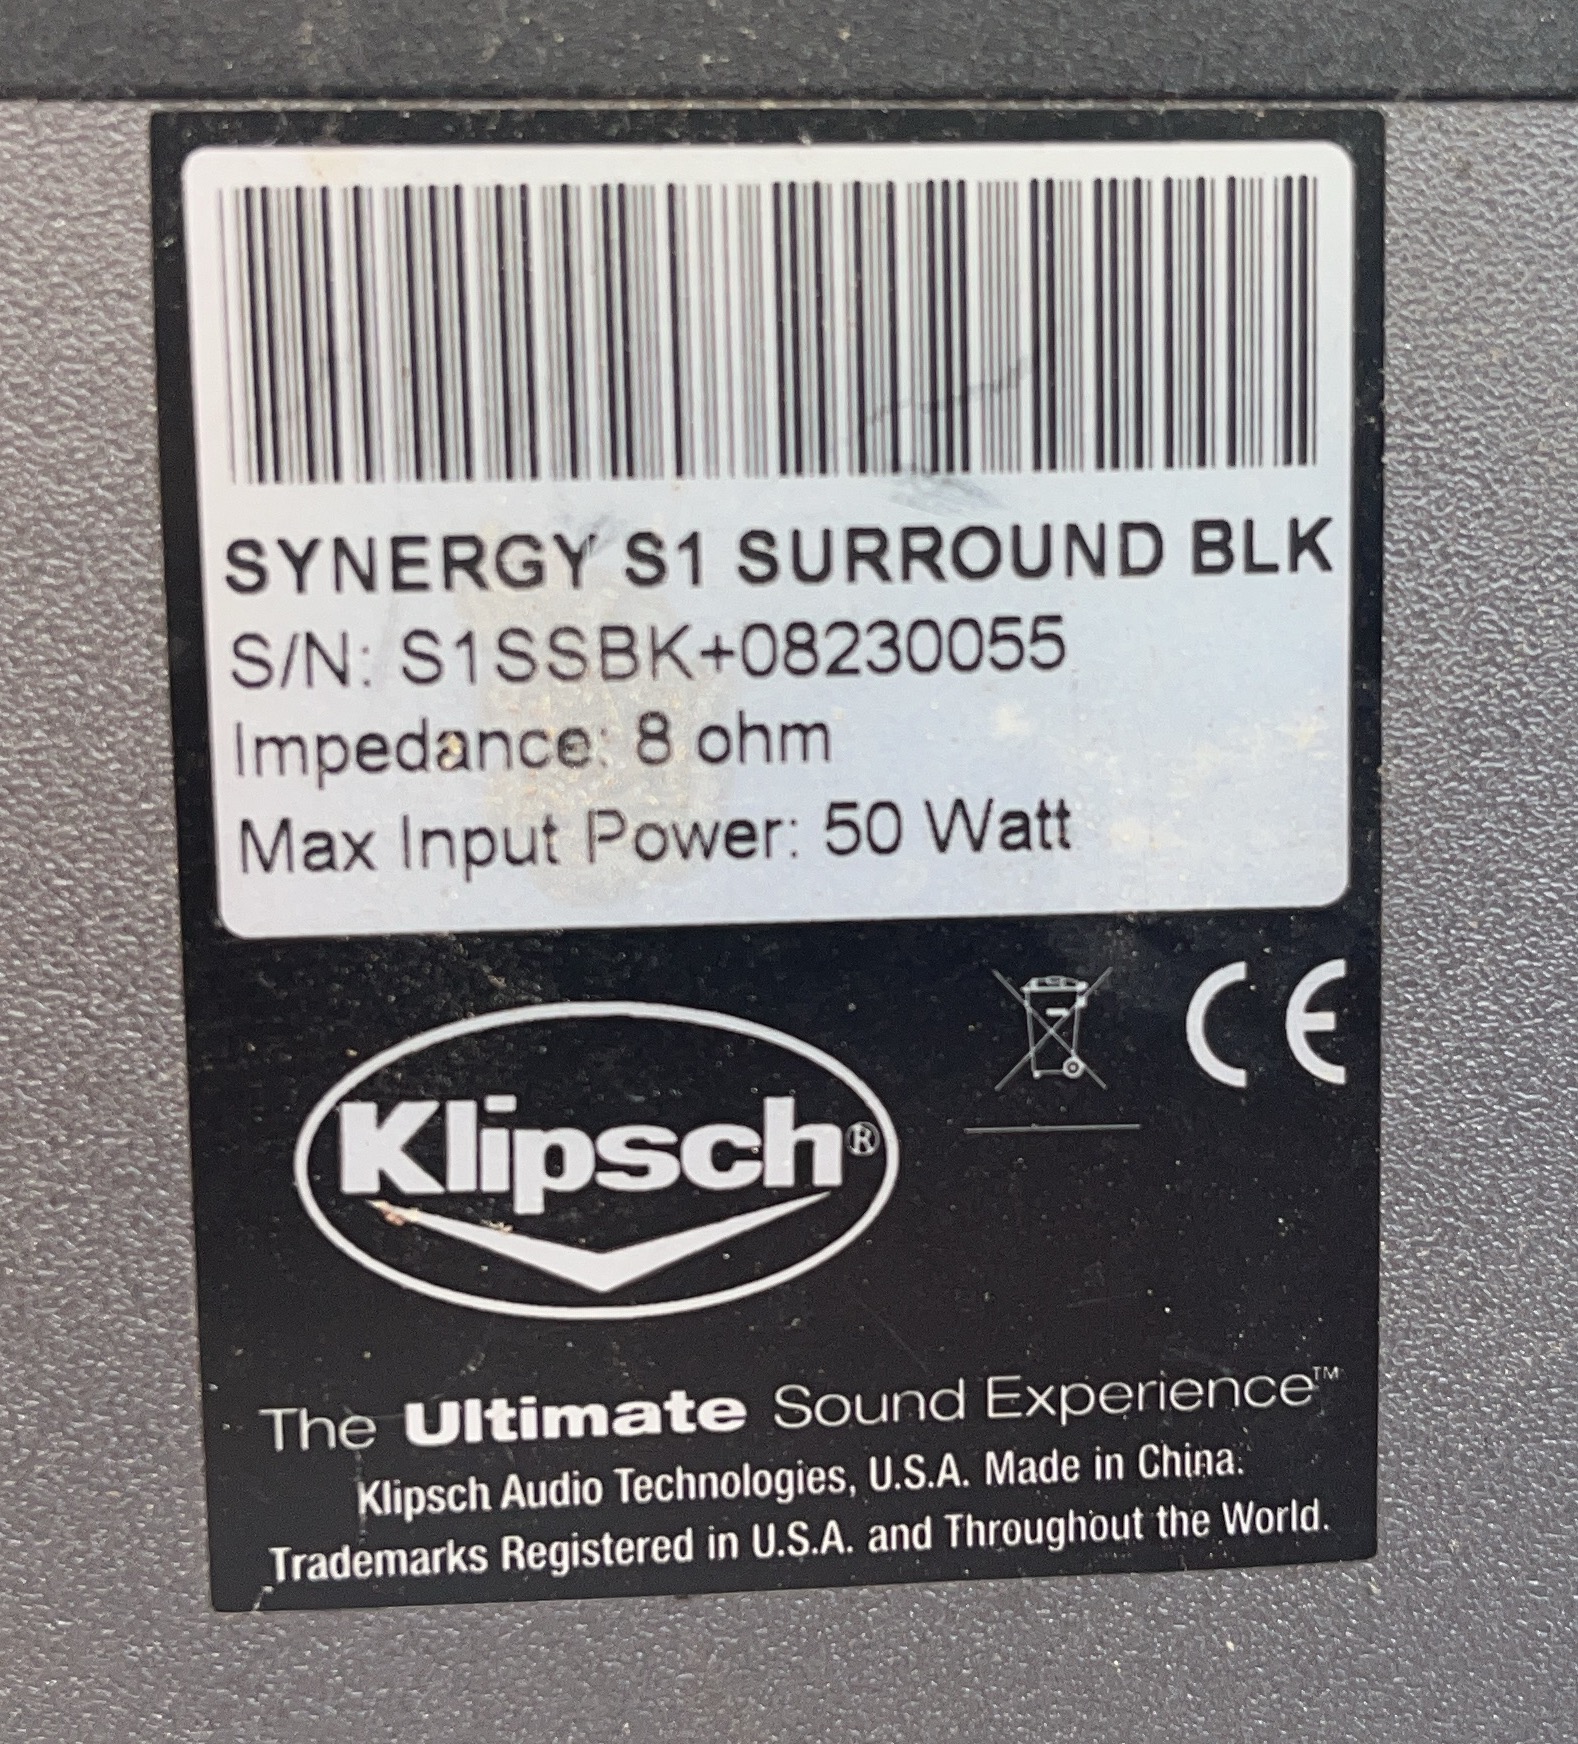 SYNERGY S1 SURROUND BLK
S/N: S1SSBK+08230055
Impedance: 8 ohm
Max Input Power: 50 Watt
CE
Klipsch®
The Ultimate Sound Experience™
Klipsch Audio Technologies, U.S.A. Made in China.
Trademarks Registered in U.S.A. and Throughout the World.